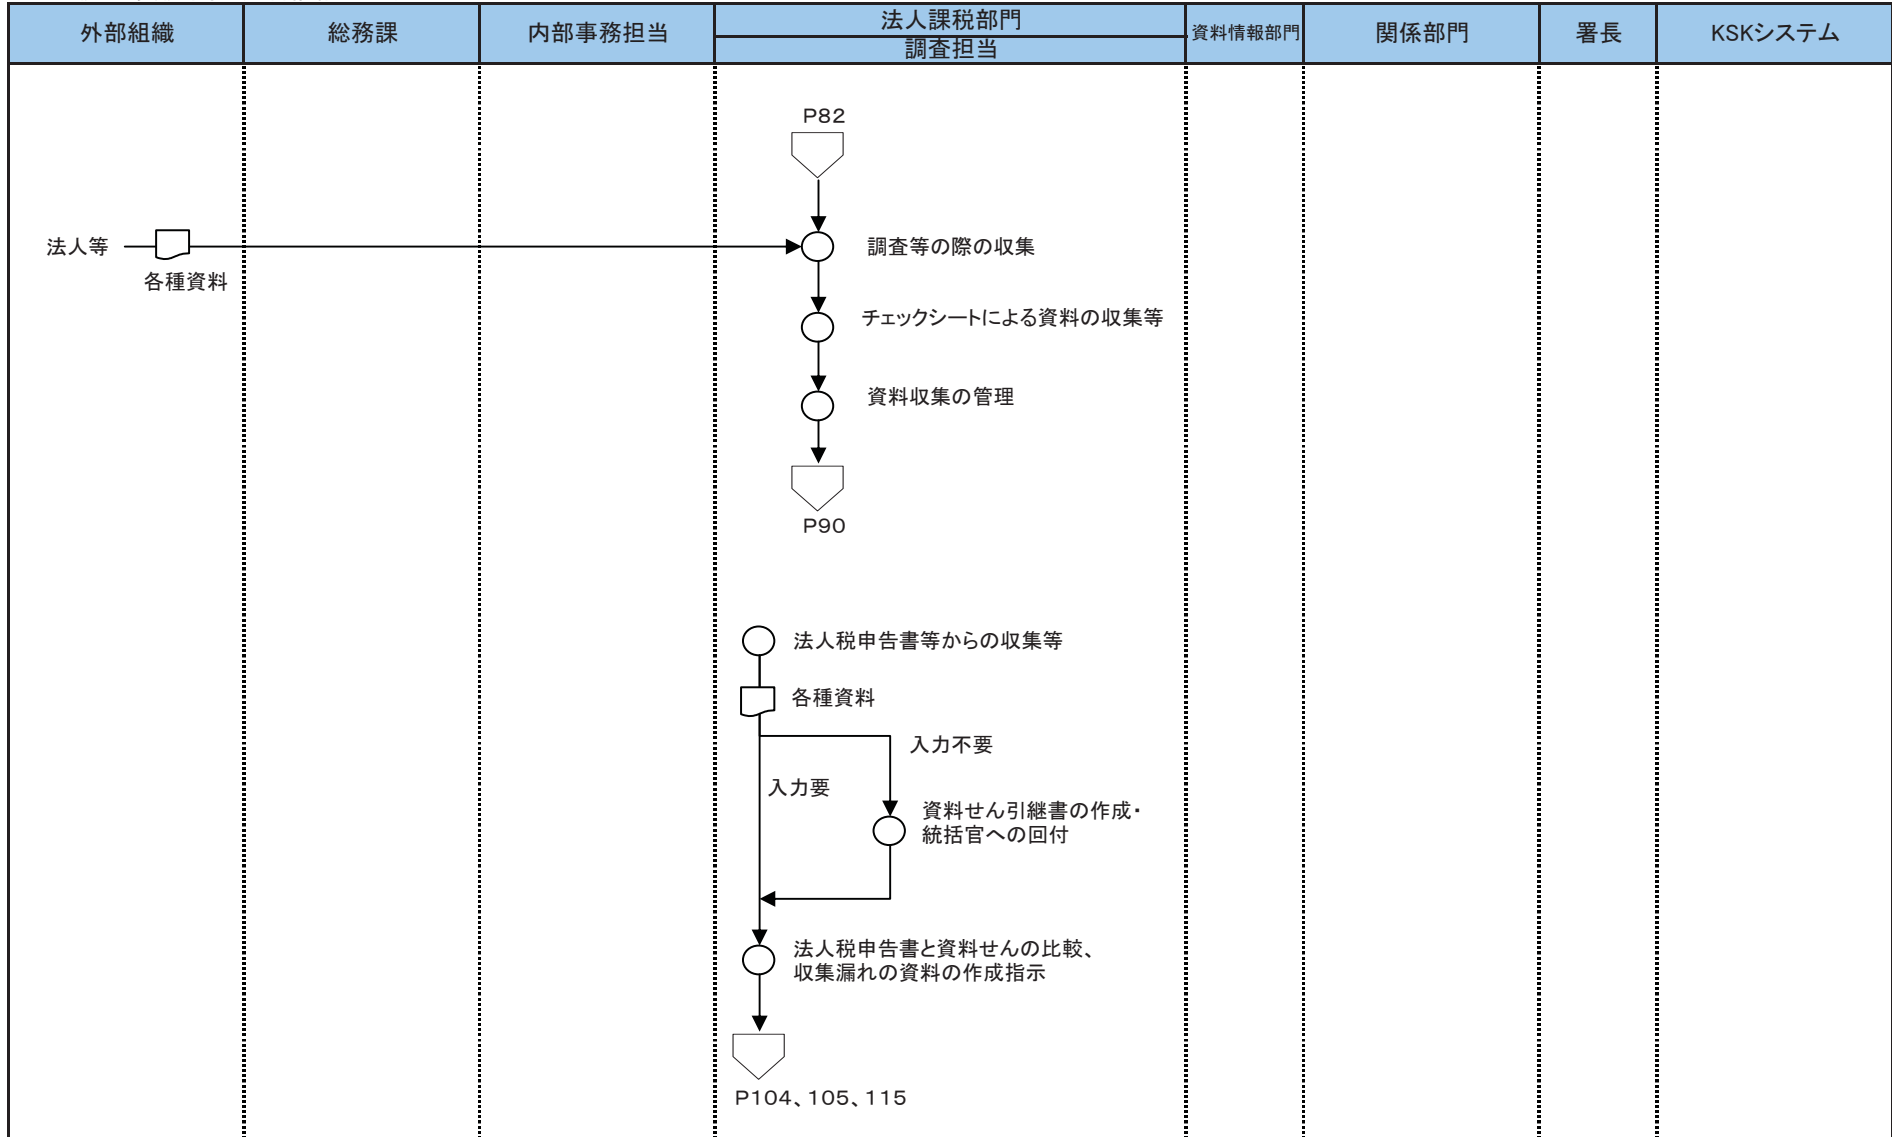 外部組織
総務課
内部事務担当
法人課税部門
調査担当
資料情報部門
関係部門
署長
KSKシステム
P82
法人等
各種資料
調査等の際の収集
チェックシートによる資料の収集等
資料収集の管理
P90
法人税申告書等からの収集等
各種資料
入力不要
入力要
資料せん引継書の作成・
統括官への回付
法人税申告書と資料せんの比較、
収集漏れの資料の作成指示
P104、105、115